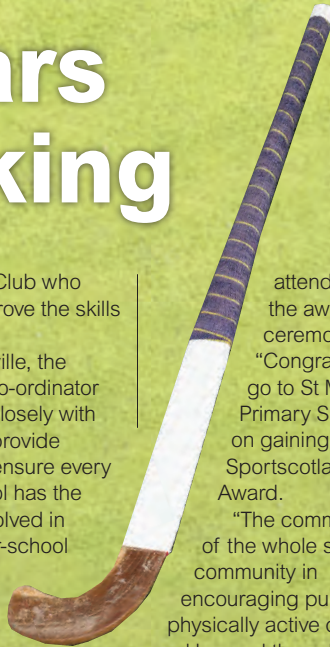 ars
king
Club who
rove the skills
ville, the
o-ordinator
losely with
provide
ensure every
ol has the
olved in
r-school
attend
the aw
ceremo
"Congra
go to St M
Primary S
on gaining
Sportscotla
Award.
"The comm
of the whole s
community in
encouraging pu
physically active o